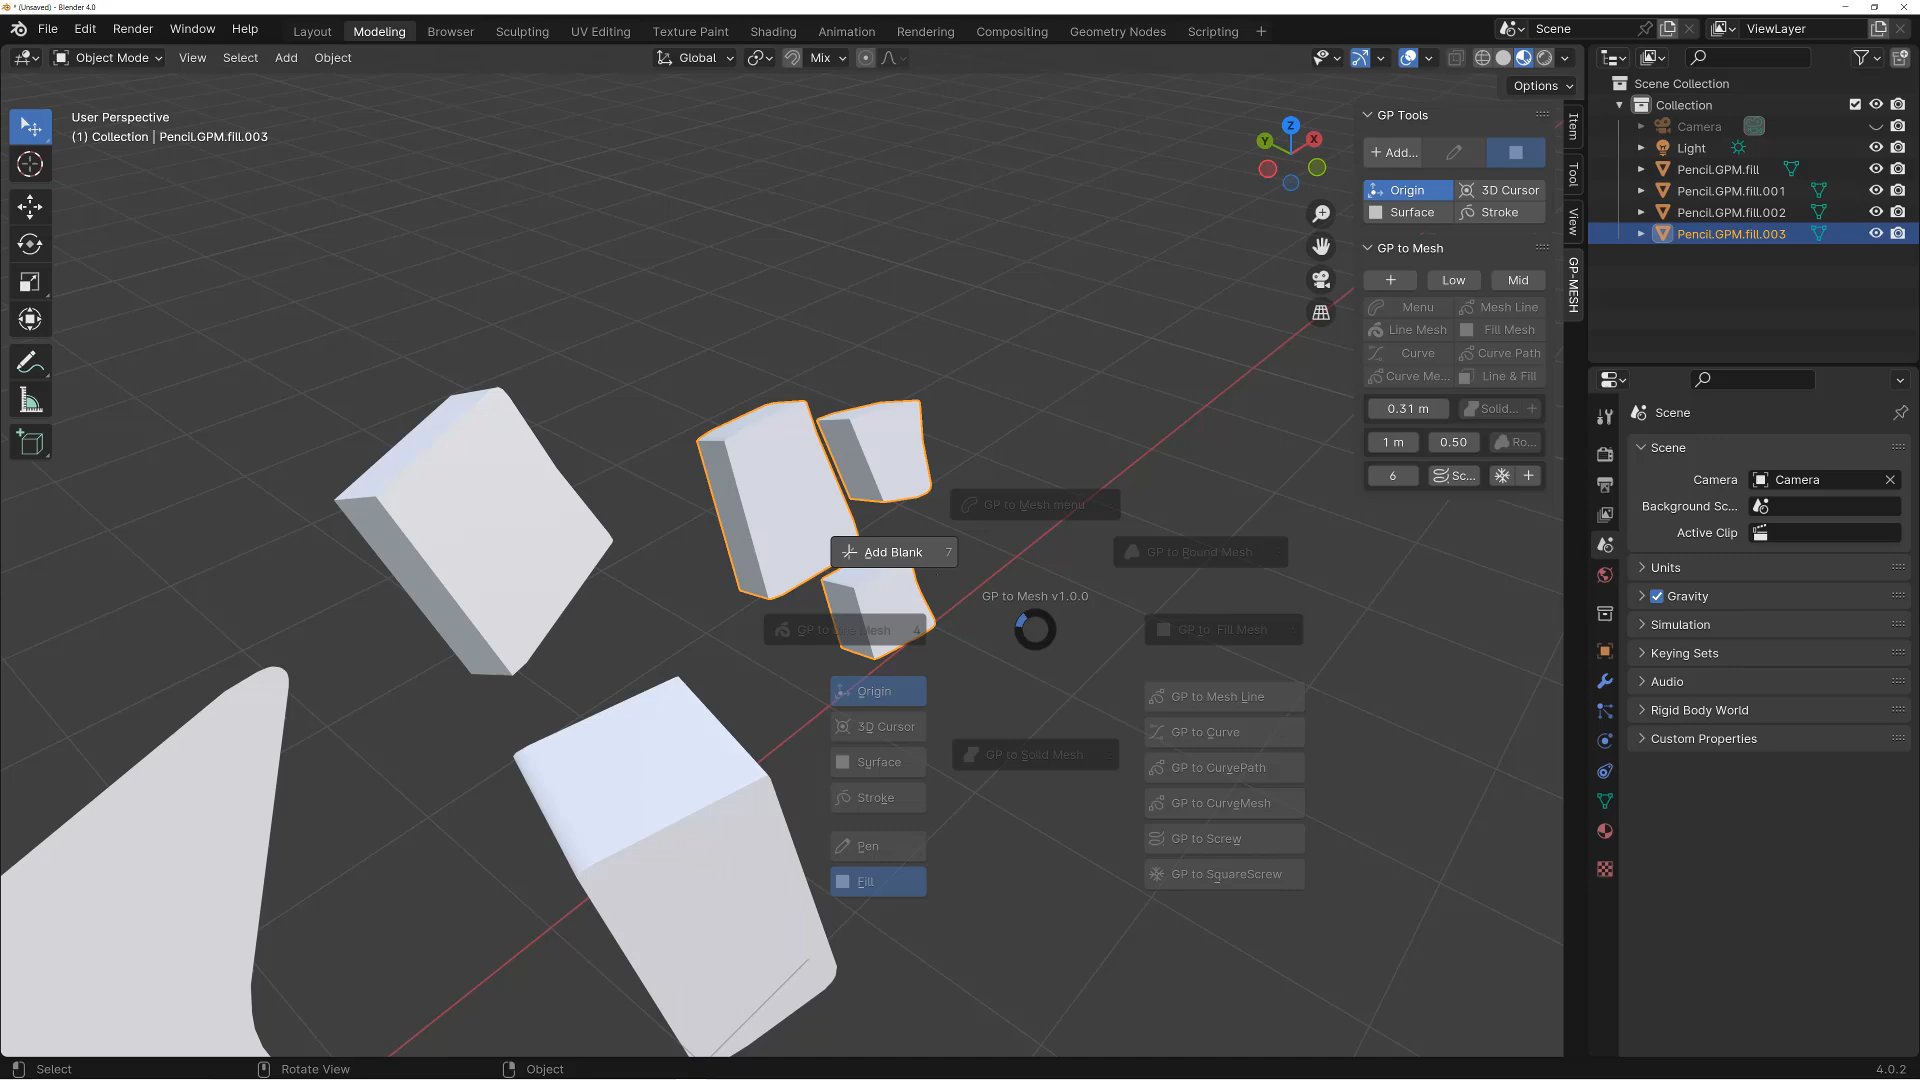 * (Unsaved) - Blender 4.0
File Edit Render Window Help
Layout Modeling Browser Sculpting UV Editing Texture Paint Shading Animation Rendering Compositing Geometry Nodes Scripting +
Scene
ViewLayer
Object Mode View Select Add Object
Global
Mix
Options
User Perspective
(1) Collection | Pencil.GPM.fill.003
Z
Y
X
GP Tools
+ Add...
Origin 3D Cursor
Surface Stroke
GP to Mesh
+ Low Mid
Menu Mesh Line
Line Mesh Fill Mesh
Curve Curve Path
Curve Me... Line & Fill
0.31 m Solid... +
1 m 0.50 Ro...
6 Sc... +
Item
Tool
View
GP-MESH
Scene Collection
Collection
Camera
Light
Pencil.GPM.fill
Pencil.GPM.fill.001
Pencil.GPM.fill.002
Pencil.GPM.fill.003
Scene
Scene
Camera Camera
Background Sc...
Active Clip
Units
Gravity
Simulation
Keying Sets
Audio
Rigid Body World
Custom Properties
GP to Mesh menu
Add Blank 7
GP to Round Mesh
GP to Mesh v1.0.0
GP to Line Mesh 4
GP to Fill Mesh
GP to Solid Mesh
Origin
3D Cursor
Surface
Stroke
Pen
Fill
GP to Mesh Line
GP to Curve
GP to CurvePath
GP to CurveMesh
GP to Screw
GP to SquareScrew
Select
Rotate View
Object
4.0.2